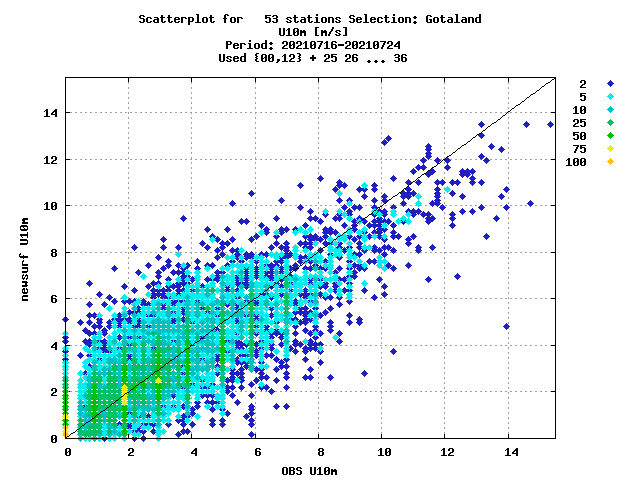 Scatterplot for 53 stations Selection: Gotaland
U10m [m/s]
Period: 20210716-20210724
Used {00,12} + 25 26 ... 36
2
5
10
25
50
75
100
newsurf U10m
14
12
10
8
6
4
2
0
0 2 4 6 8 10 12 14
OBS U10m